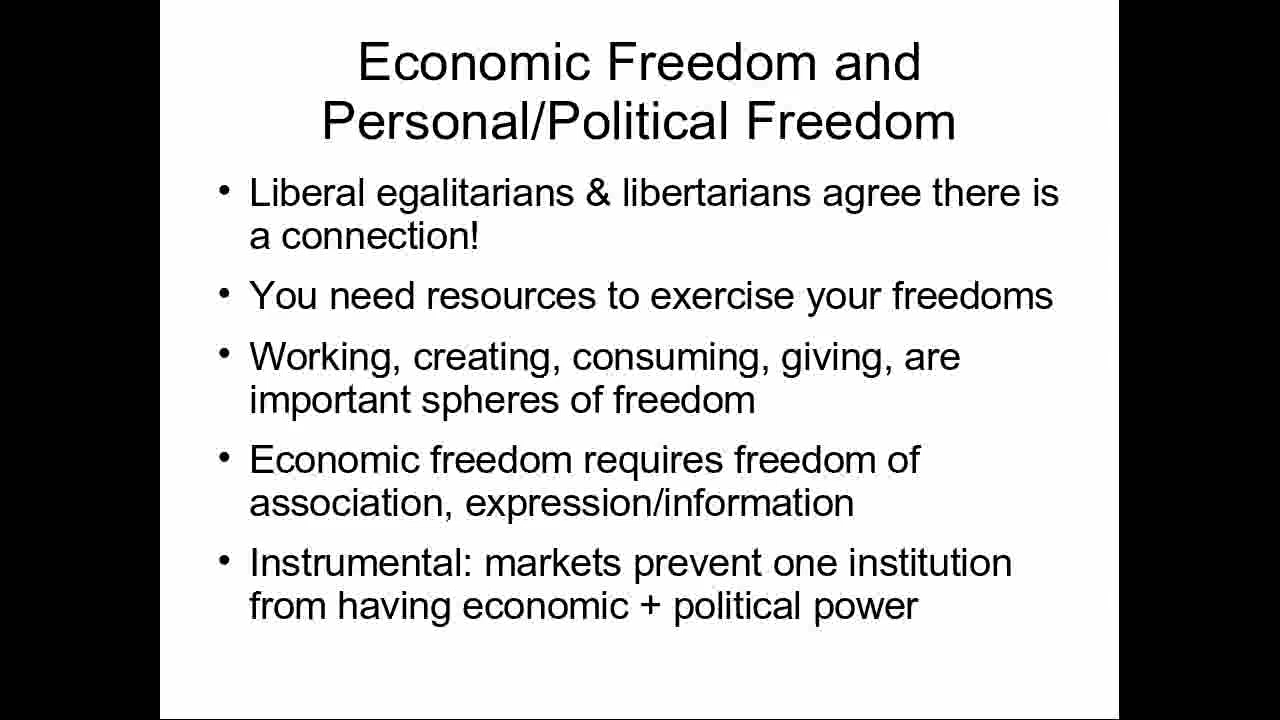 Economic Freedom and
Personal/Political Freedom
• Liberal egalitarians & libertarians agree there is
a connection!
• You need resources to exercise your freedoms
• Working, creating, consuming, giving, are
important spheres of freedom
• Economic freedom requires freedom of
association, expression/information
• Instrumental: markets prevent one institution
from having economic + political power